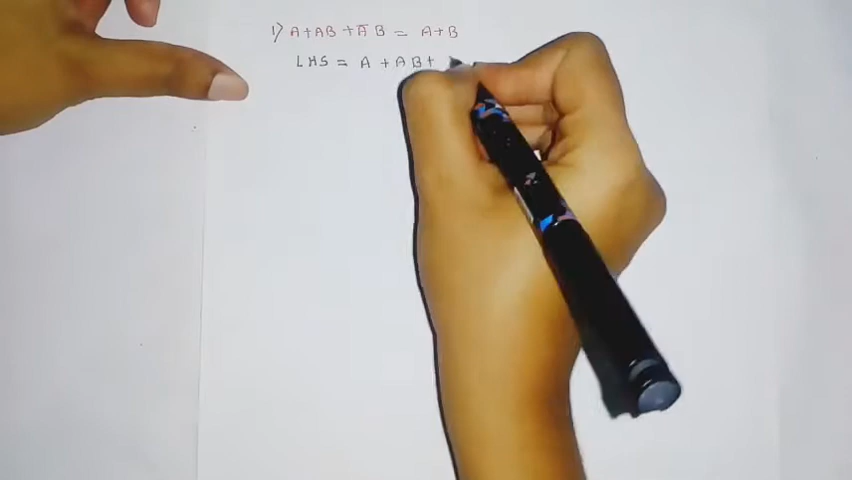 1) A+AB+A̅B = A+B
LHS = A+AB+